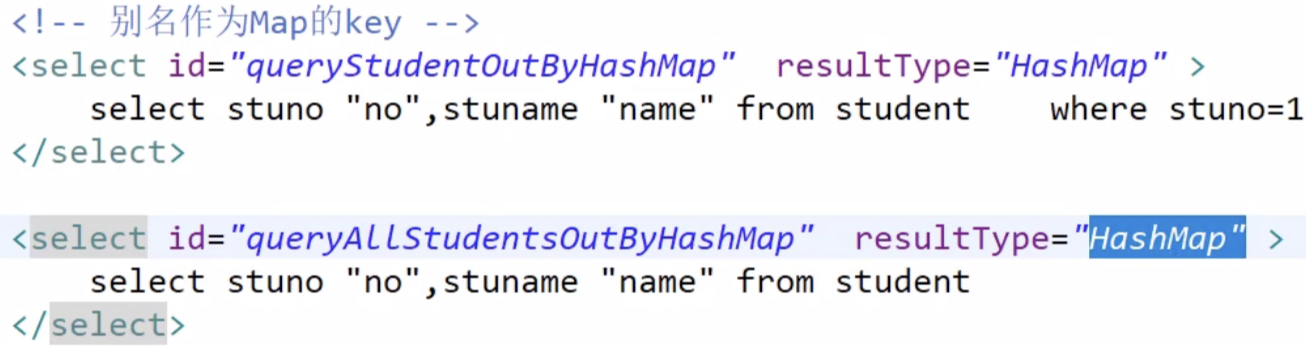 <!-- 别名作为Map的key -->
<select id="queryStudentOutByHashMap"  resultType="HashMap" >
    select stuno "no",stuname "name" from student    where stuno=1
</select>
<select id="queryAllStudentsOutByHashMap"  resultType="HashMap" >
    select stuno "no",stuname "name" from student
</select>